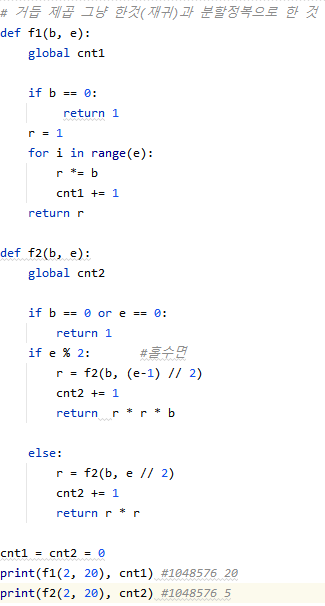 # 거듭 제곱 그냥 한것(재귀)과 분할정복으로 한 것
def f1(b, e):
    global cnt1

    if b == 0:
        return 1
    r = 1
    for i in range(e):
        r *= b
        cnt1 += 1
    return r

def f2(b, e):
    global cnt2

    if b == 0 or e == 0:
        return 1
    if e % 2:       #홀수면
        r = f2(b, (e-1) // 2)
        cnt2 += 1
        return  r * r * b

    else:
        r = f2(b, e // 2)
        cnt2 += 1
        return r * r

cnt1 = cnt2 = 0
print(f1(2, 20), cnt1) #1048576 20
print(f2(2, 20), cnt2) #1048576 5